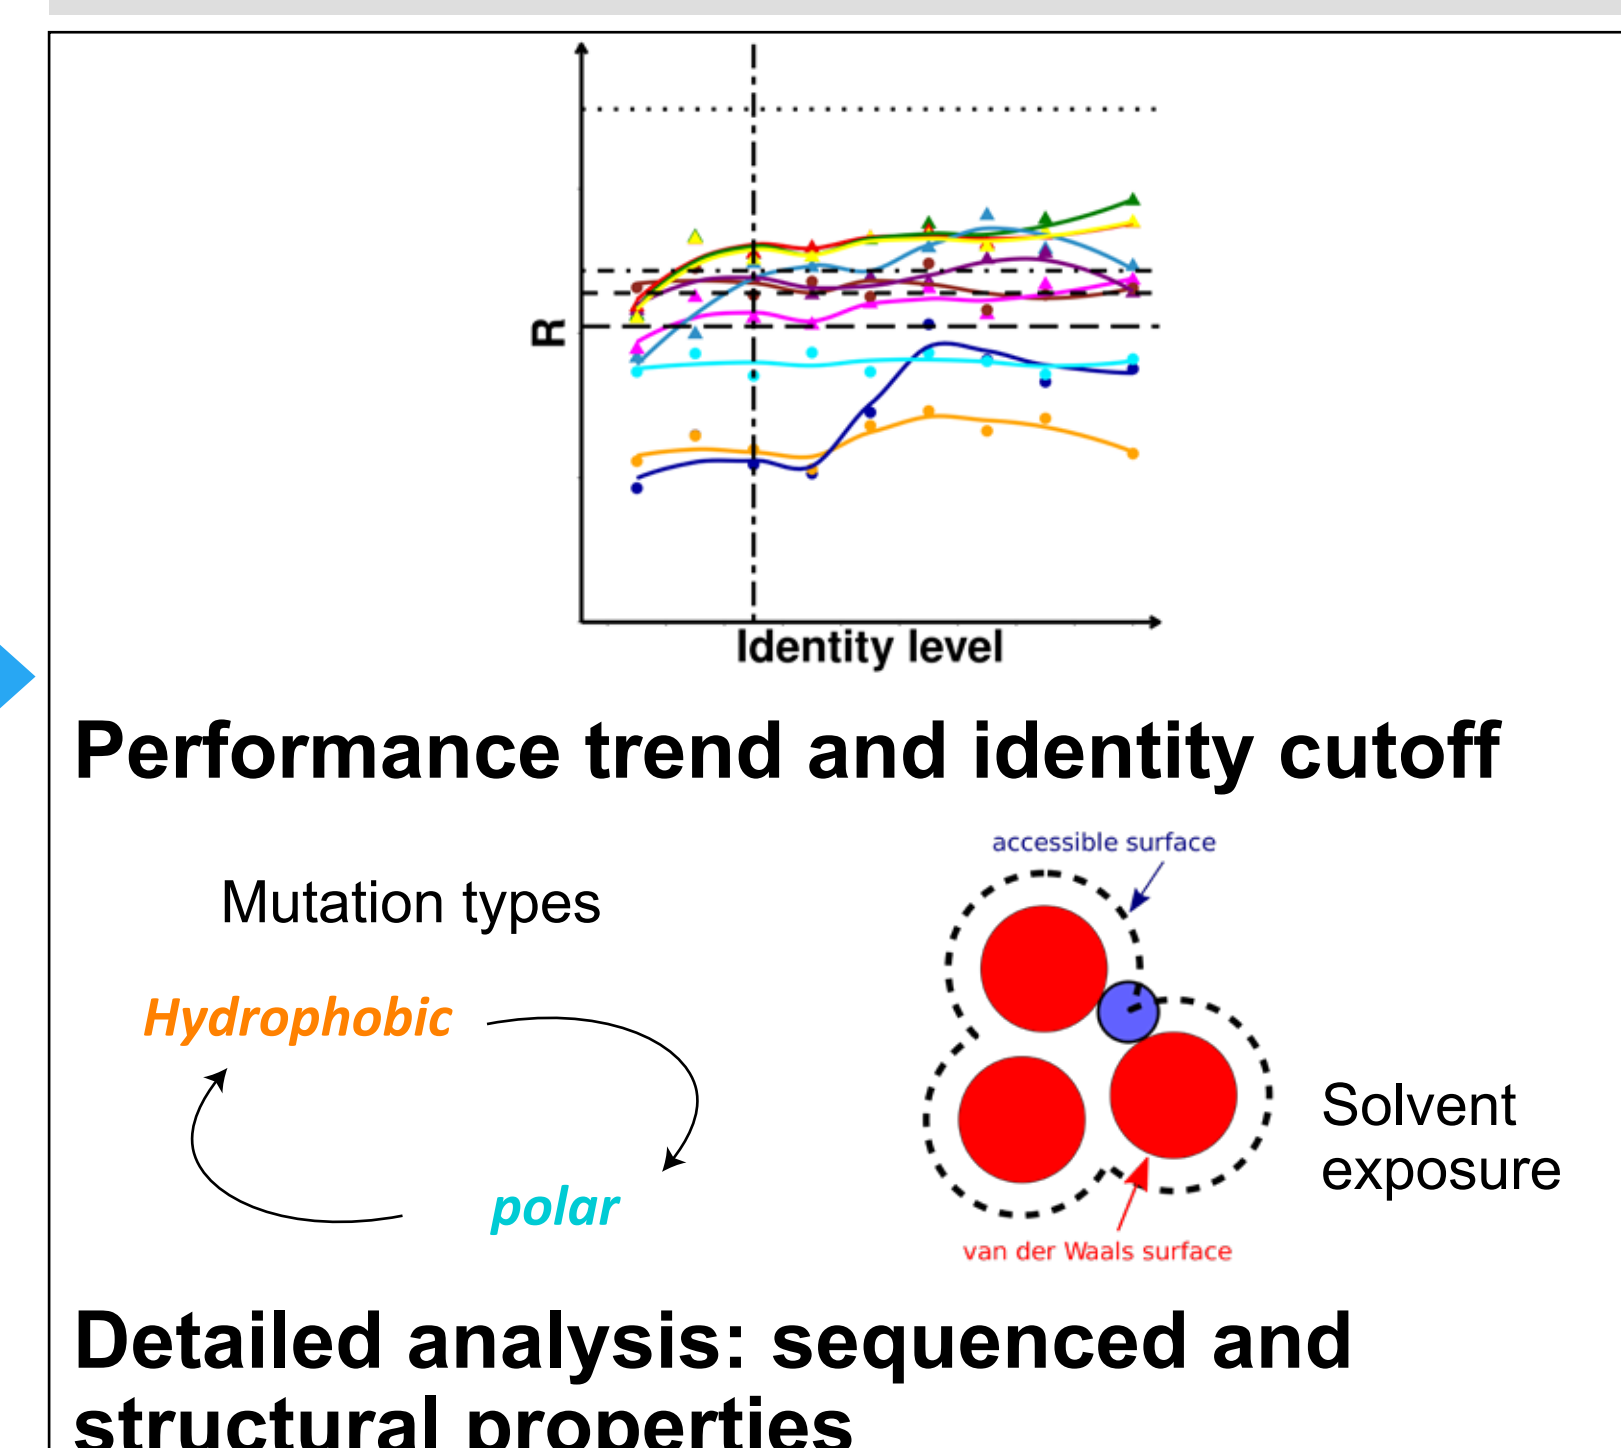 R
Identity level
Performance trend and identity cutoff
accessible surface
Mutation types
Hydrophobic
polar
Solvent
exposure
van der Waals surface
Detailed analysis: sequenced and
structural properties